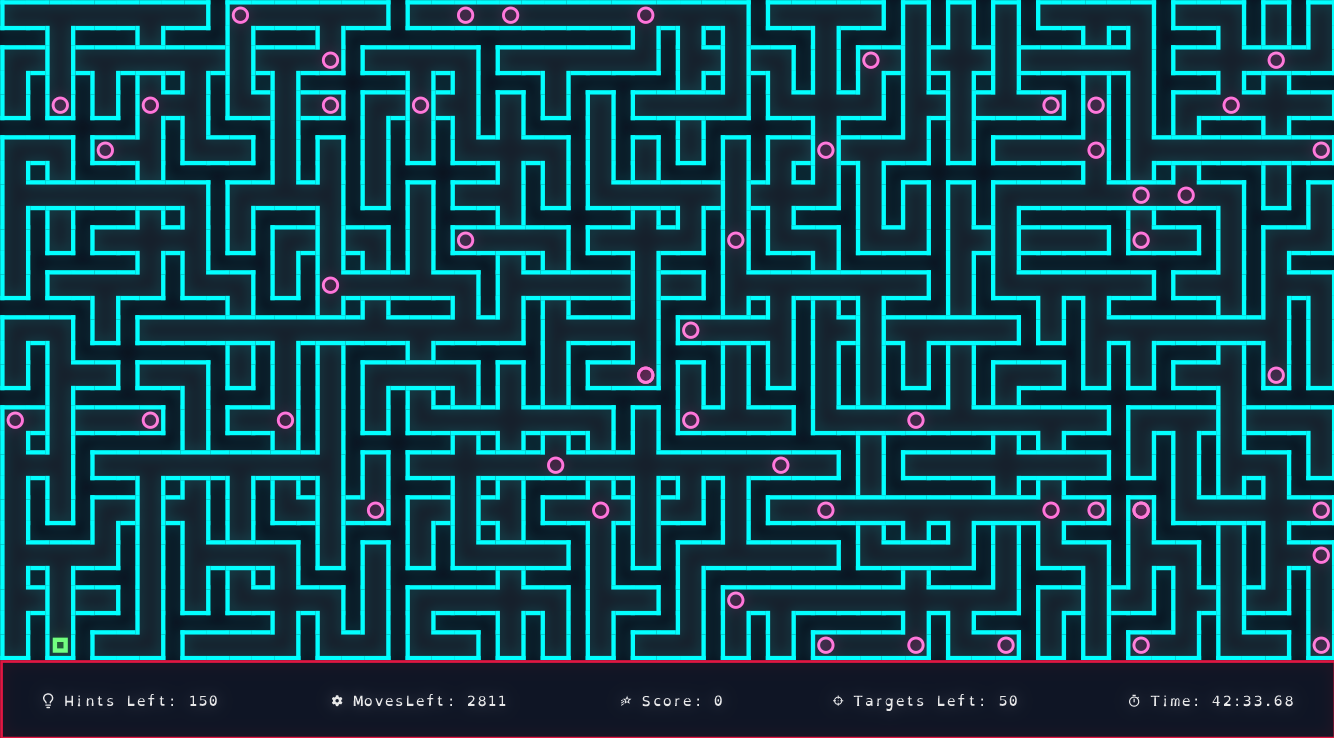 Hints Left: 150
MovesLeft: 2811
Score: 0
Targets Left: 50
Time: 42:33.68